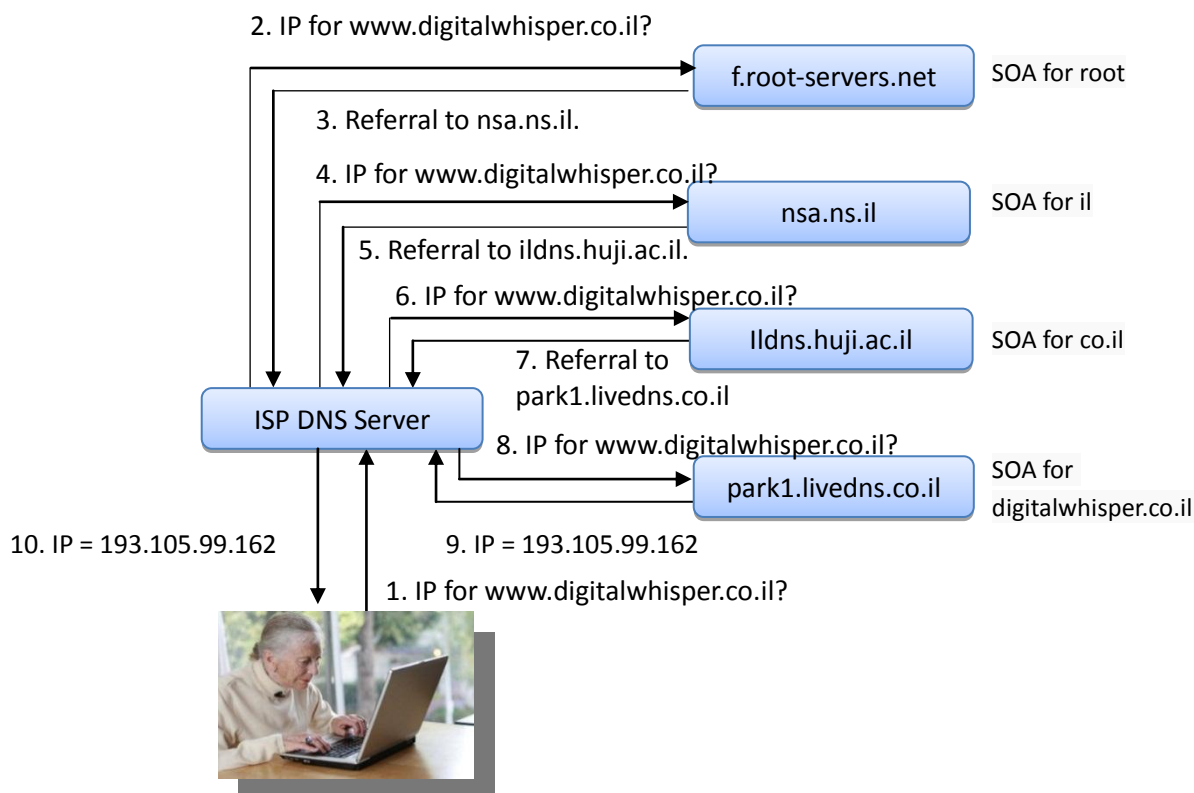 2. IP for www.digitalwhisper.co.il?
f.root-servers.net
SOA for root
3. Referral to nsa.ns.il.
4. IP for www.digitalwhisper.co.il?
nsa.ns.il
SOA for il
5. Referral to ildns.huji.ac.il.
6. IP for www.digitalwhisper.co.il?
Ildns.huji.ac.il
SOA for co.il
7. Referral to
park1.livedns.co.il
ISP DNS Server
8. IP for www.digitalwhisper.co.il?
park1.livedns.co.il
SOA for
digitalwhisper.co.il
10. IP = 193.105.99.162
9. IP = 193.105.99.162
1. IP for www.digitalwhisper.co.il?